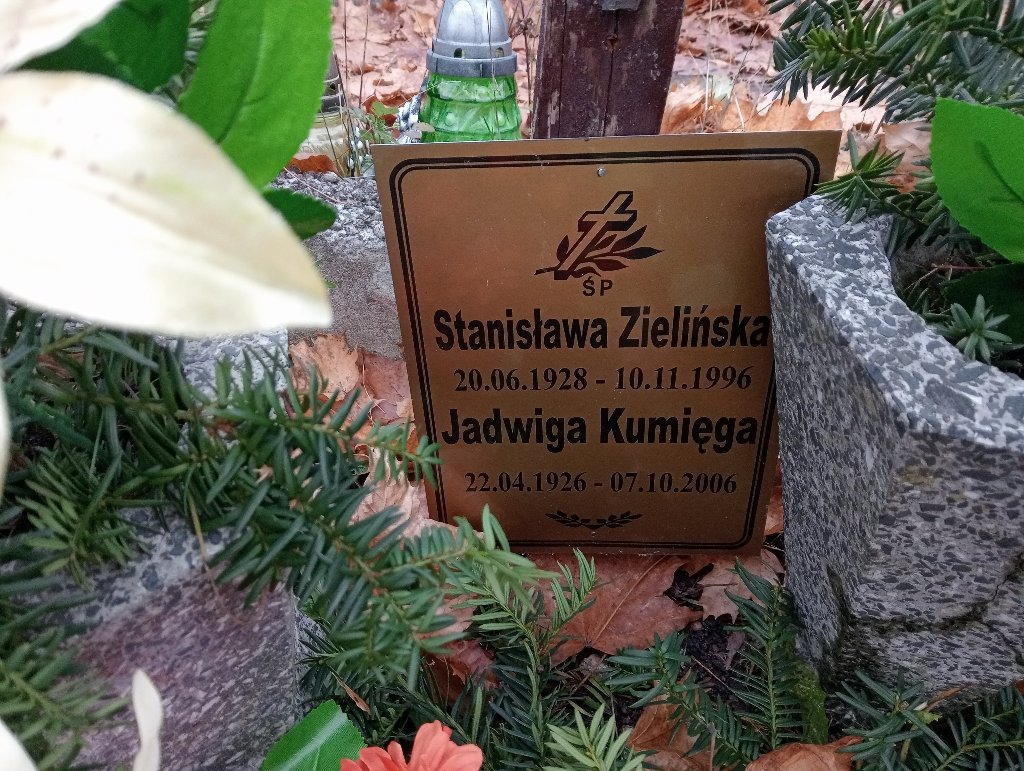 ŚP
Stanisława Zielińska
20.06.1928 - 10.11.1996
Jadwiga Kumięga
22.04.1926 - 07.10.2006